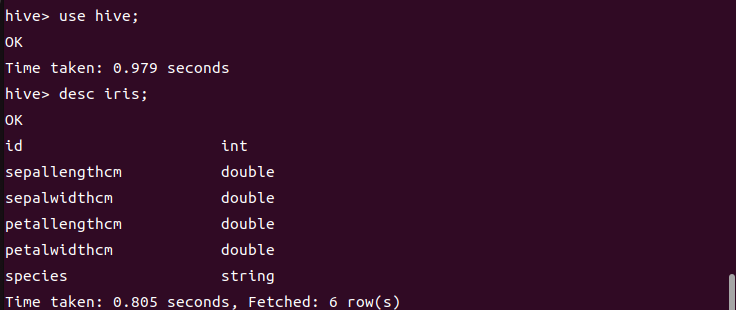 hive> use hive;
OK
Time taken: 0.979 seconds
hive> desc iris;
OK
id                      int
sepallengthcm           double
sepalwidthcm            double
petallengthcm           double
petalwidthcm            double
species                 string
Time taken: 0.805 seconds, Fetched: 6 row(s)